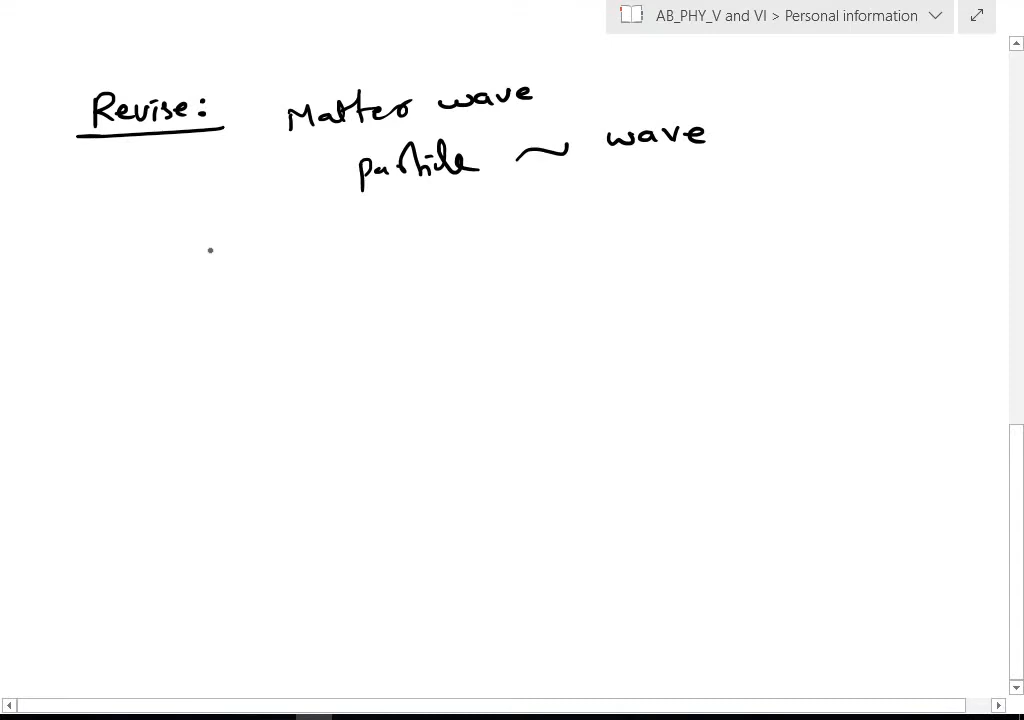 AB_PHY_V and VI > Personal information
Revise: Matter wave
particle ~ wave